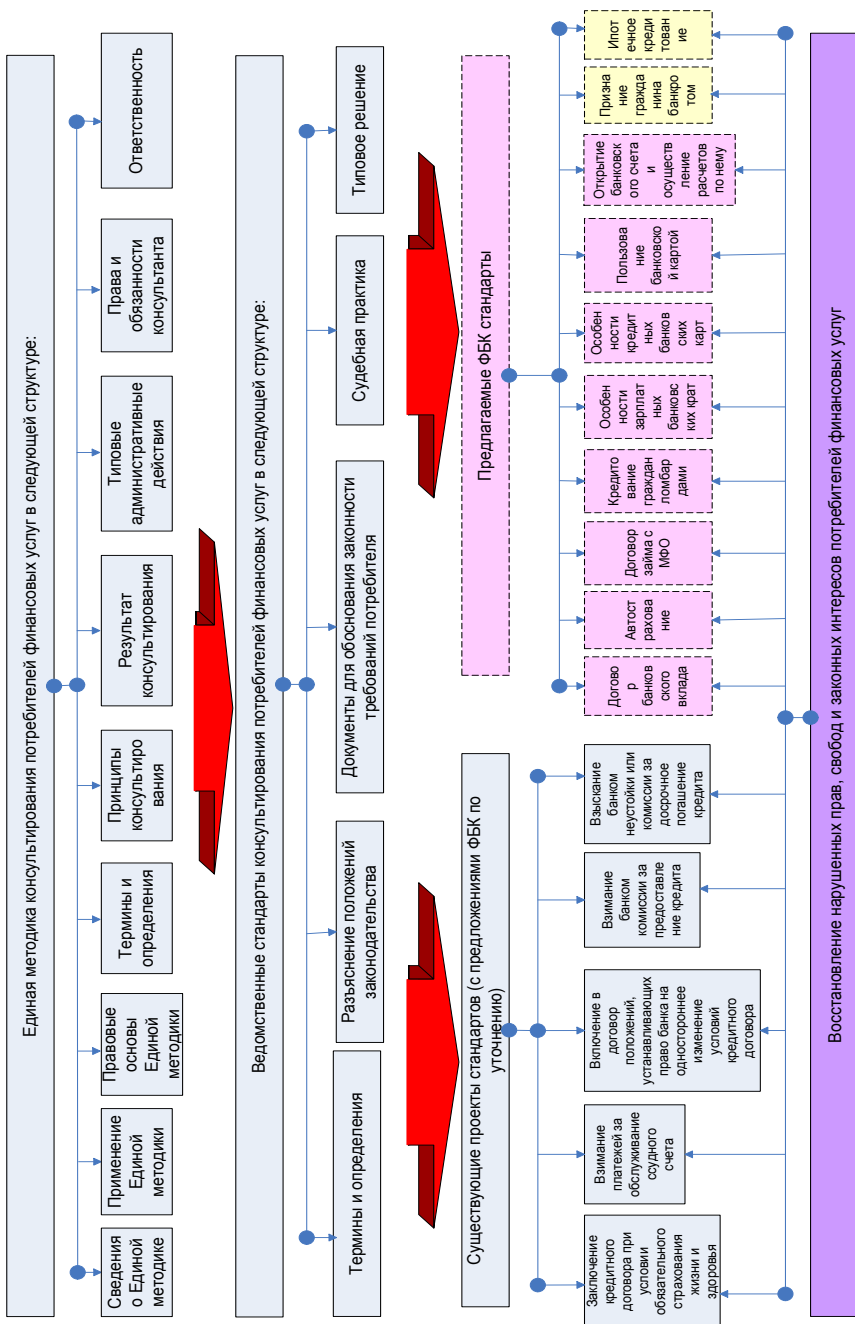 Единая методика консультирования потребителей финансовых услуг в следующей структуре:
Сведения
о Единой
методике
Применение
Единой
методики
Правовые
основы
Единой
методики
Термины и
определения
Принципы
консультиро
вания
Результат
консультирования
Типовые
административные
действия
Права и
обязанности
консультанта
Ответственность
Ведомственные стандарты консультирования потребителей финансовых услуг в следующей структуре:
Термины и определения
Разъяснение положений
законодательства
Документы для обоснования законности
требований потребителя
Судебная практика
Типовое решение
Существующие проекты стандартов (с предложениями ФБК по
уточнению)
Предлагаемые ФБК стандарты
Заключение
кредитного
договора при
условии
обязательного
страхования
жизни и
здоровья
Взимание
платежей за
обслуживание
ссудного
счета
Включение в
договор
положений,
устанавливающих
право банка на
одностороннее
изменение
условий
кредитного
договора
Взимание
банком
комиссии за
предоставле
ние кредита
Взыскание
банком
неустойки или
комиссии за
досрочное
погашение
кредита
Догово
р
банков
ского
вклада
Автост
рахова
ние
Договор
займа с
МФО
Кредито
вание
граждан
ломбар
дами
Особен
ности
зарплат
ных
банковс
ких крат
Особен
ности
кредит
ных
банков
ских
карт
Пользова
ние
банковско
й картой
Открытие
банковск
ого счета
и
осуществ
ление
расчетов
по нему
Призна
ние
гражда
нина
банкро
том
Ипот
ечное
креди
тован
ие
Восстановление нарушенных прав, свобод и законных интересов потребителей финансовых услуг